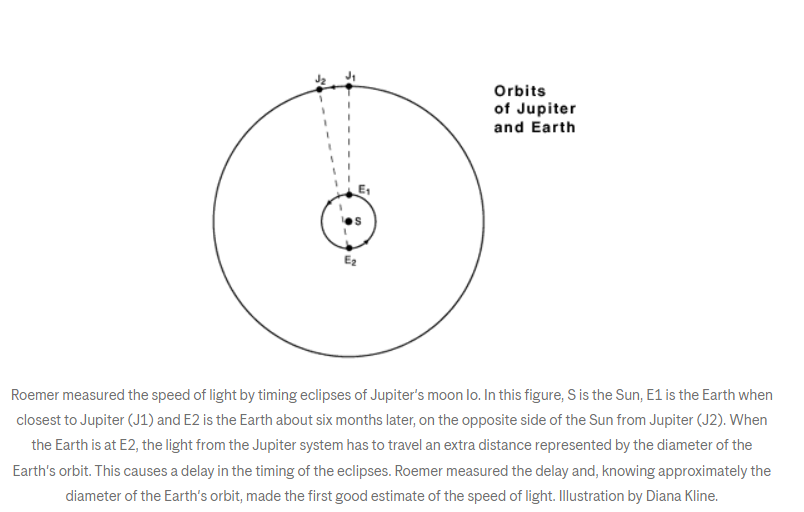 J₂ J₁
Orbits
of Jupiter
and Earth
E₁
S
E₂
Roemer measured the speed of light by timing eclipses of Jupiter's moon Io. In this figure, S is the Sun, E1 is the Earth when
closest to Jupiter (J1) and E2 is the Earth about six months later, on the opposite side of the Sun from Jupiter (J2). When
the Earth is at E2, the light from the Jupiter system has to travel an extra distance represented by the diameter of the
Earth's orbit. This causes a delay in the timing of the eclipses. Roemer measured the delay and, knowing approximately the
diameter of the Earth's orbit, made the first good estimate of the speed of light. Illustration by Diana Kline.